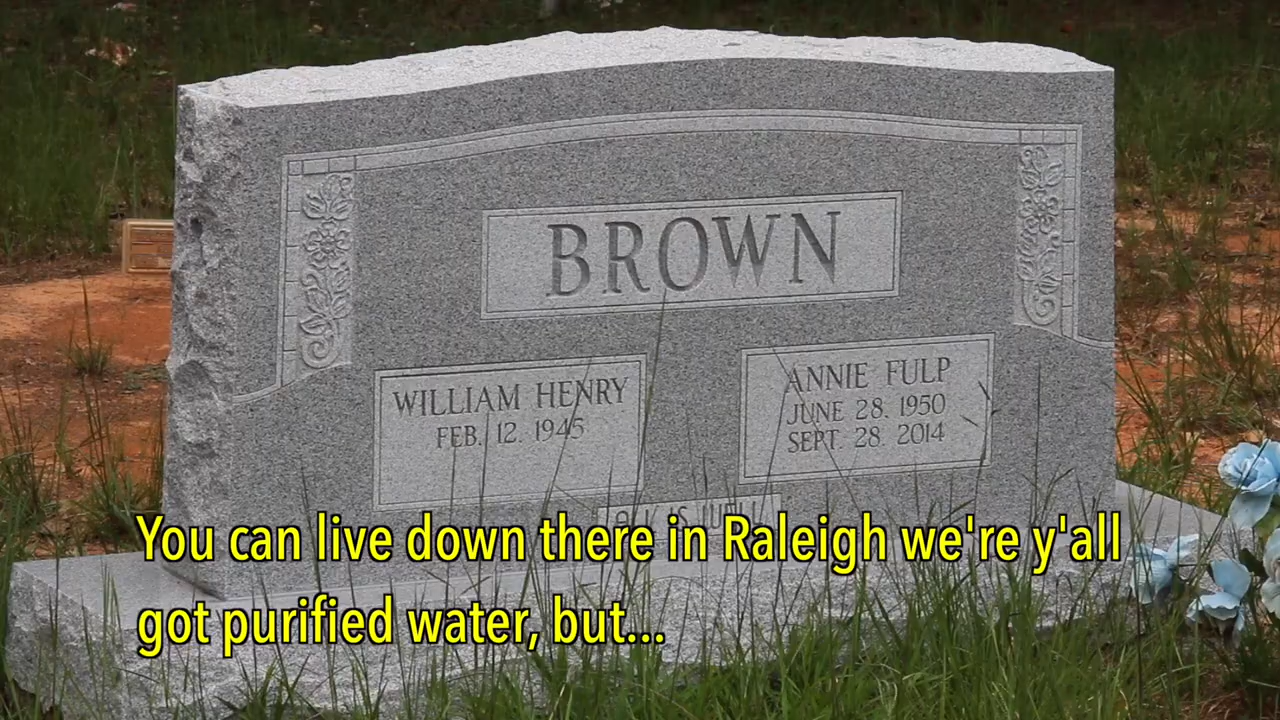 BROWN
WILLIAM HENRY
FEB. 12. 1945
ANNIE FULP
JUNE 28. 1950
SEPT. 28. 2014
You can live down there in Raleigh we're y'all
got purified water, but...